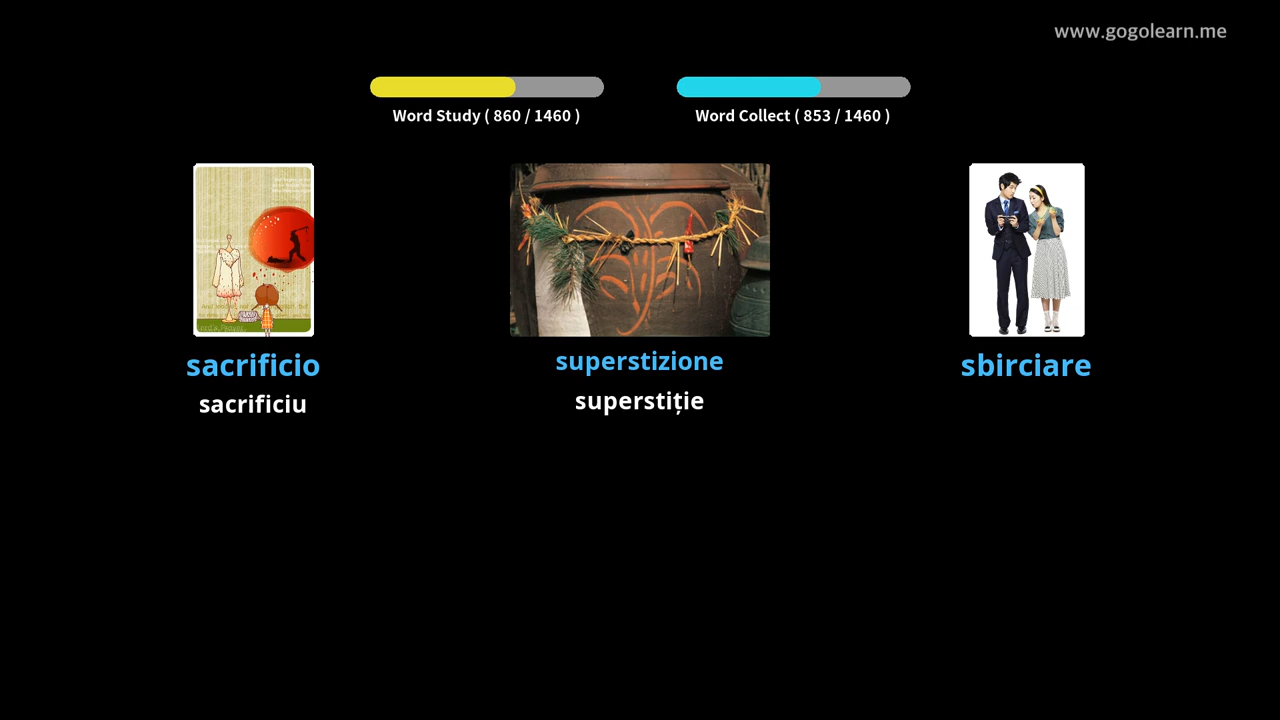 www.gogolearn.me
Word Study ( 860 / 1460 )
Word Collect ( 853 / 1460 )
sacrificio
superstizione
sbirciare
sacrificiu
superstiție